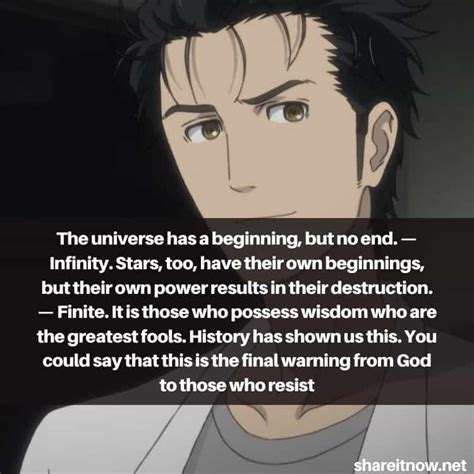 The universe has a beginning, but no end. —
Infinity. Stars, too, have their own beginnings,
but their own power results in their destruction.
— Finite. It is those who possess wisdom who are
the greatest fools. History has shown us this. You
could say that this is the final warning from God
to those who resist
shareitnow.net